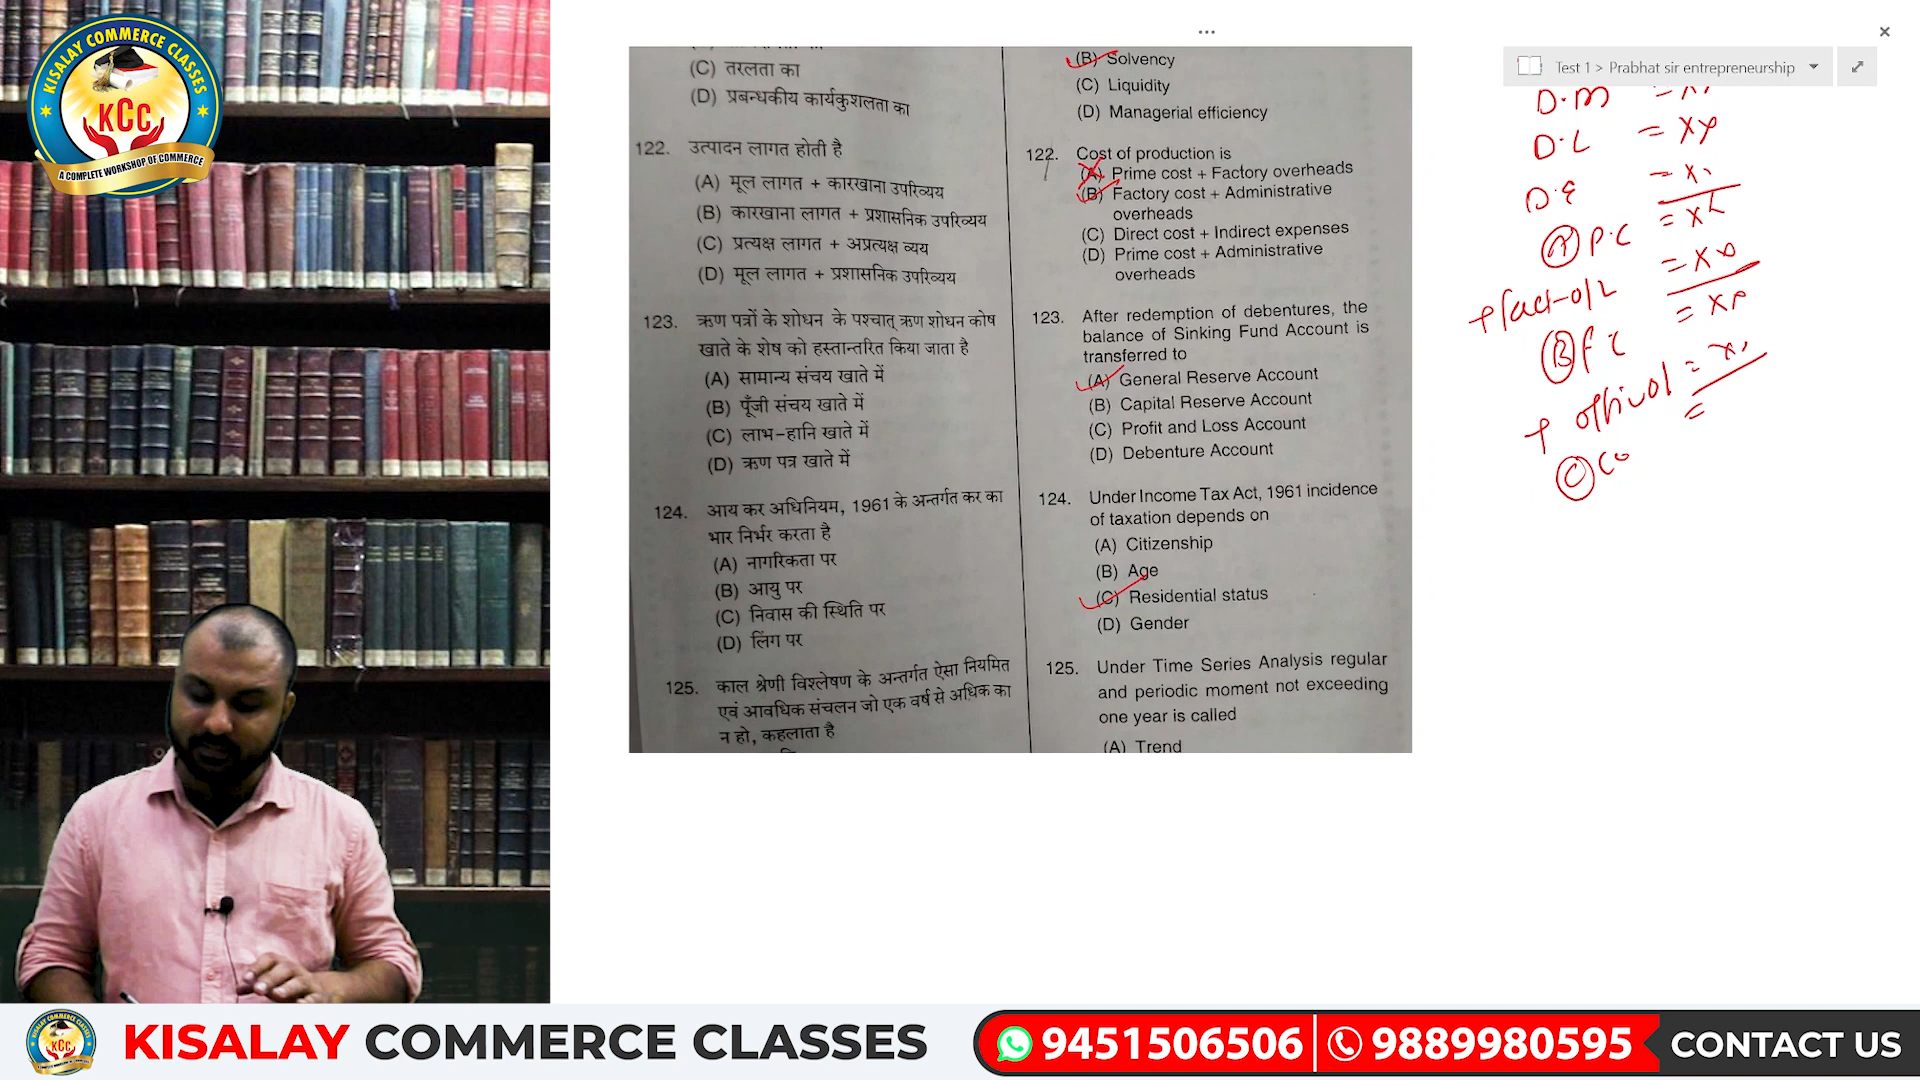 KISALAY COMMERCE CLASSES
KCC
A COMPLETE WORKSHOP OF COMMERCE
Test 1 > Prabhat sir entrepreneurship
(C) तरलता का
(D) प्रबन्धकीय कार्यकुशलता का
122. उत्पादन लागत होती है
(A) मूल लागत + कारखाना उपरिव्यय
(B) कारखाना लागत + प्रशासनिक उपरिव्यय
(C) प्रत्यक्ष लागत + अप्रत्यक्ष व्यय
(D) मूल लागत + प्रशासनिक उपरिव्यय
123. ऋण पत्रों के शोधन के पश्चात् ऋण शोधन कोष
खाते के शेष को हस्तान्तरित किया जाता है
(A) सामान्य संचय खाते में
(B) पूँजी संचय खाते में
(C) लाभ-हानि खाते में
(D) ऋण पत्र खाते में
124. आय कर अधिनियम, 1961 के अन्तर्गत कर का
भार निर्भर करता है
(A) नागरिकता पर
(B) आयु पर
(C) निवास की स्थिति पर
(D) लिंग पर
125. काल श्रेणी विश्लेषण के अन्तर्गत ऐसा नियमित
एवं आवधिक संचलन जो एक वर्ष से अधिक का
न हो, कहलाता है
(B) Solvency
(C) Liquidity
(D) Managerial efficiency
122. Cost of production is
(A) Prime cost + Factory overheads
(B) Factory cost + Administrative
overheads
(C) Direct cost + Indirect expenses
(D) Prime cost + Administrative
overheads
123. After redemption of debentures, the
balance of Sinking Fund Account is
transferred to
(A) General Reserve Account
(B) Capital Reserve Account
(C) Profit and Loss Account
(D) Debenture Account
124. Under Income Tax Act, 1961 incidence
of taxation depends on
(A) Citizenship
(B) Age
(C) Residential status
(D) Gender
125. Under Time Series Analysis regular
and periodic moment not exceeding
one year is called
(A) Trend
D.M
D.L = XX
D.E
(A) P.C
(B) F C
(C) Co
KISALAY COMMERCE CLASSES
9451506506
9889980595
CONTACT US